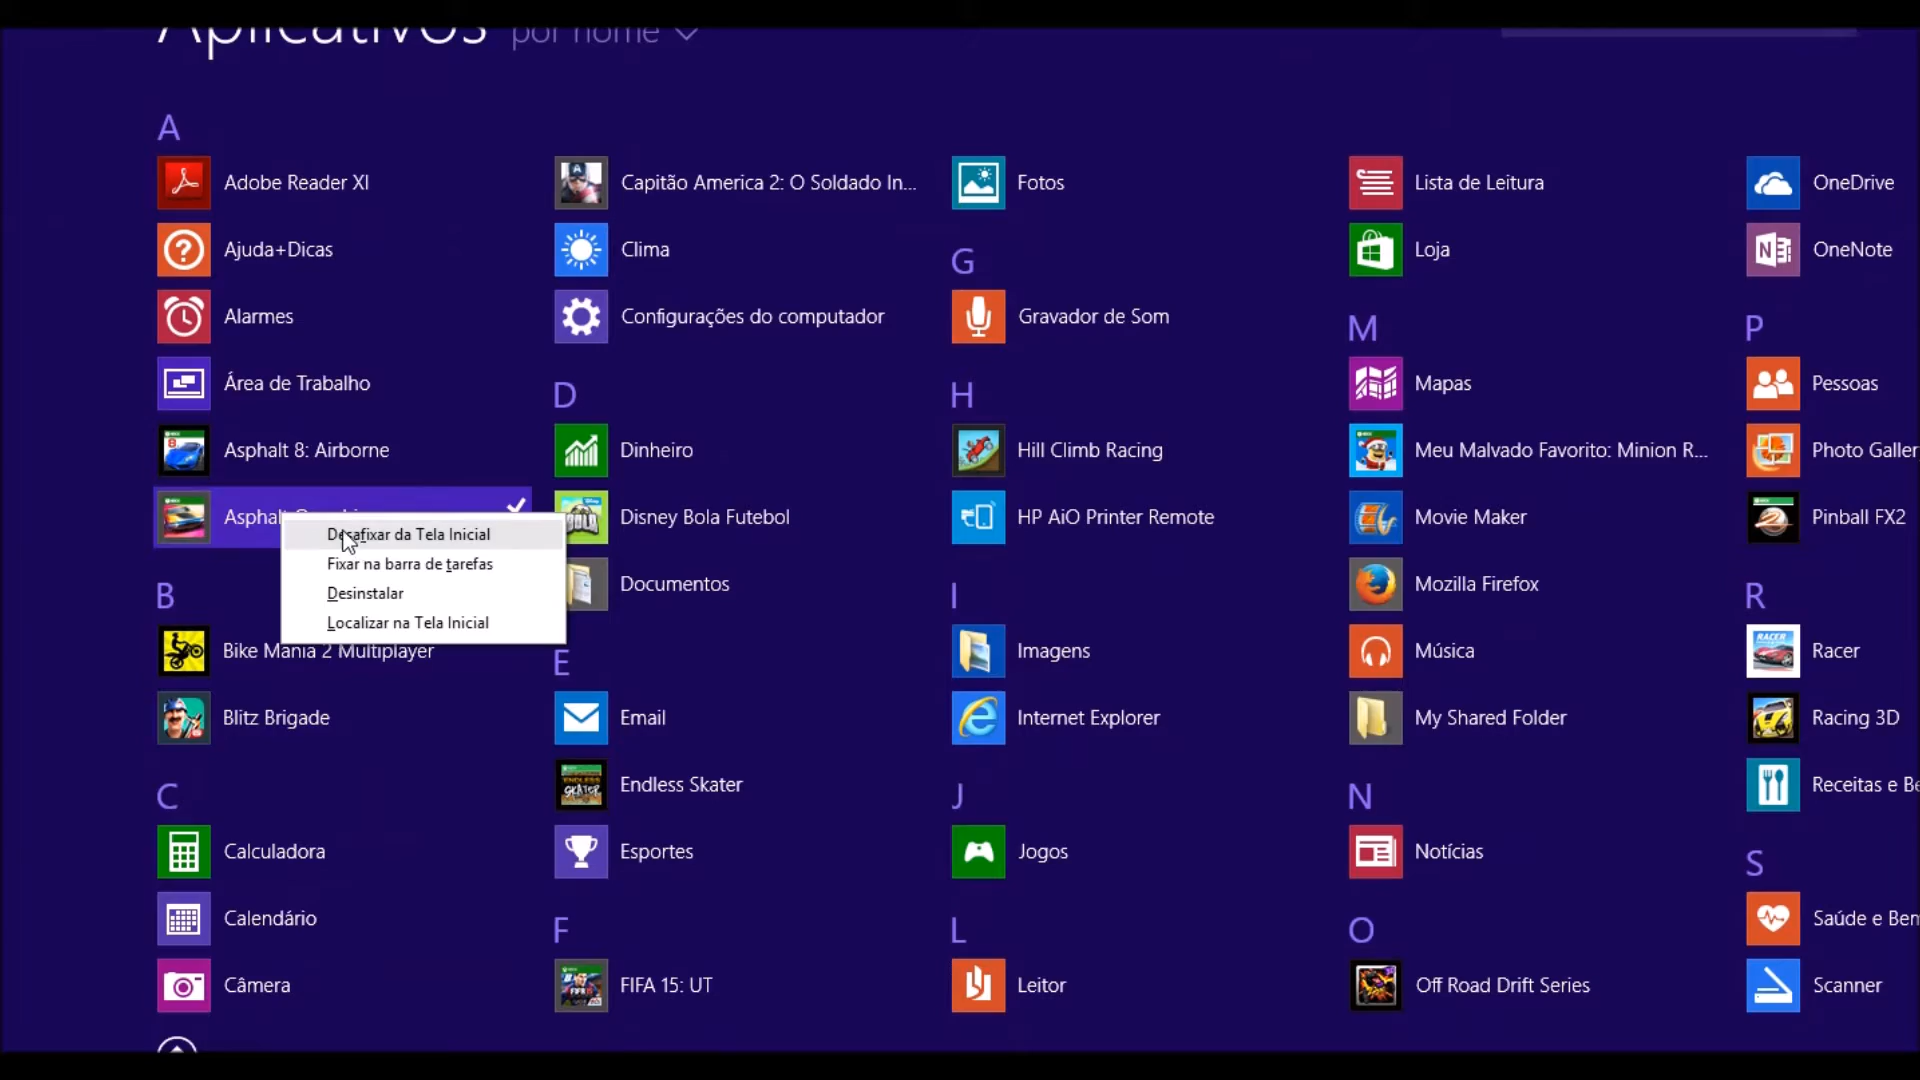 Aplicativos por nome
A
Adobe Reader XI
Ajuda+Dicas
Alarmes
Área de Trabalho
Asphalt 8: Airborne
Asphalt
Desafixar da Tela Inicial
Fixar na barra de tarefas
Desinstalar
Localizar na Tela Inicial
B
Bike Mania 2 Multiplayer
Blitz Brigade
C
Calculadora
Calendário
Câmera
Capitão America 2: O Soldado In...
Clima
Configurações do computador
D
Dinheiro
Disney Bola Futebol
Documentos
E
Email
Endless Skater
Esportes
F
FIFA 15: UT
Fotos
G
Gravador de Som
H
Hill Climb Racing
HP AiO Printer Remote
I
Imagens
Internet Explorer
J
Jogos
L
Leitor
Lista de Leitura
Loja
M
Mapas
Meu Malvado Favorito: Minion R...
Movie Maker
Mozilla Firefox
Música
My Shared Folder
N
Notícias
O
Off Road Drift Series
OneDrive
OneNote
P
Pessoas
Photo Galler
Pinball FX2
R
Racer
Racing 3D
Receitas e Be
S
Saúde e Bem
Scanner